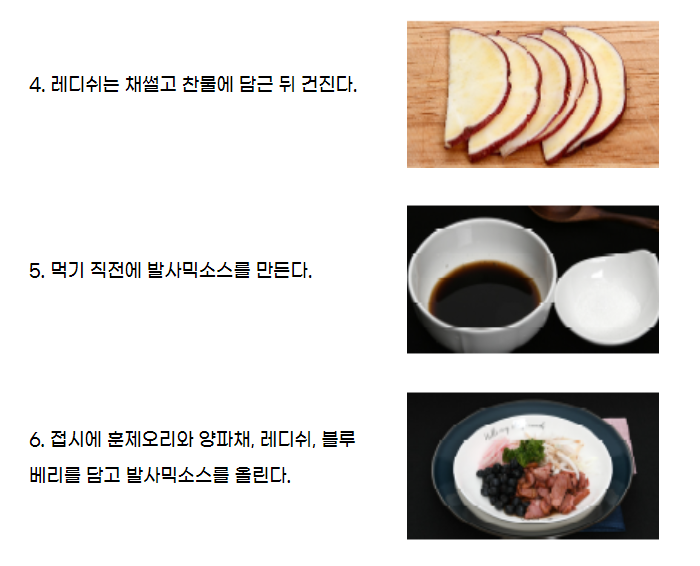 4. 레디쉬는 채썰고 찬물에 담근 뒤 건진다.
5. 먹기 직전에 발사믹소스를 만든다.
6. 접시에 훈제오리와 양파채, 레디쉬, 블루
베리를 담고 발사믹소스를 올린다.